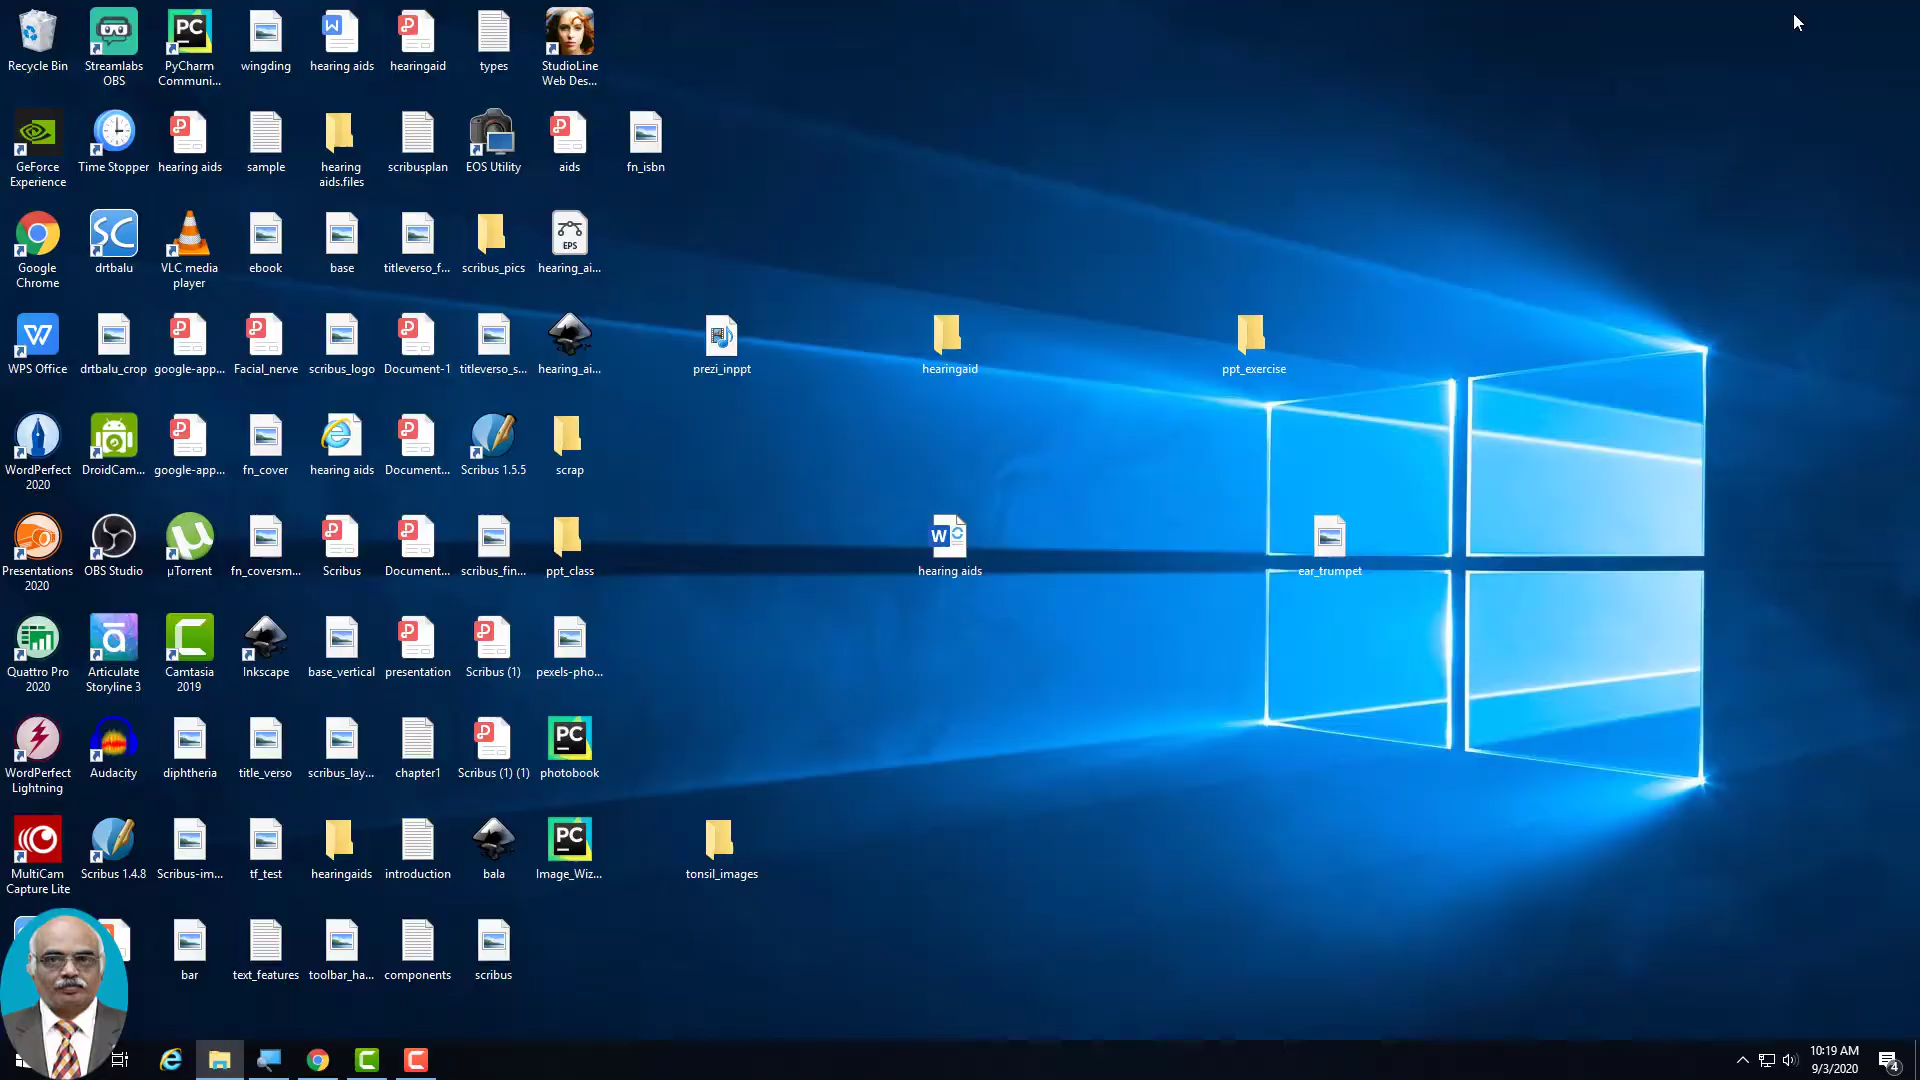 Recycle Bin
Streamlabs
OBS
PyCharm
Communi...
wingding
hearing aids
hearingaid
types
StudioLine
Web Des...
GeForce
Experience
Time Stopper
hearing aids
sample
hearing
aids.files
scribusplan
EOS Utility
aids
fn_isbn
Google
Chrome
drtbalu
VLC media
player
ebook
base
titleverso_f...
scribus_pics
EPS
hearing_ai...
WPS Office
drtbalu_crop
google-app...
Facial_nerve
scribus_logo
Document-1
titleverso_s...
hearing_ai...
prezi_inppt
hearingaid
ppt_exercise
WordPerfect
2020
DroidCam...
google-app...
fn_cover
hearing aids
Document...
Scribus 1.5.5
scrap
Presentations
2020
OBS Studio
µTorrent
fn_coversm...
Scribus
Document...
scribus_fin...
ppt_class
hearing aids
ear_trumpet
Quattro Pro
2020
Articulate
Storyline 3
Camtasia
2019
Inkscape
base_vertical
presentation
Scribus (1)
pexels-pho...
WordPerfect
Lightning
Audacity
diphtheria
title_verso
scribus_lay...
chapter1
Scribus (1) (1)
photobook
MultiCam
Capture Lite
Scribus 1.4.8
Scribus-im...
tf_test
hearingaids
introduction
bala
Image_Wiz...
tonsil_images
bar
text_features
toolbar_ha...
components
scribus
10:19 AM
9/3/2020
4